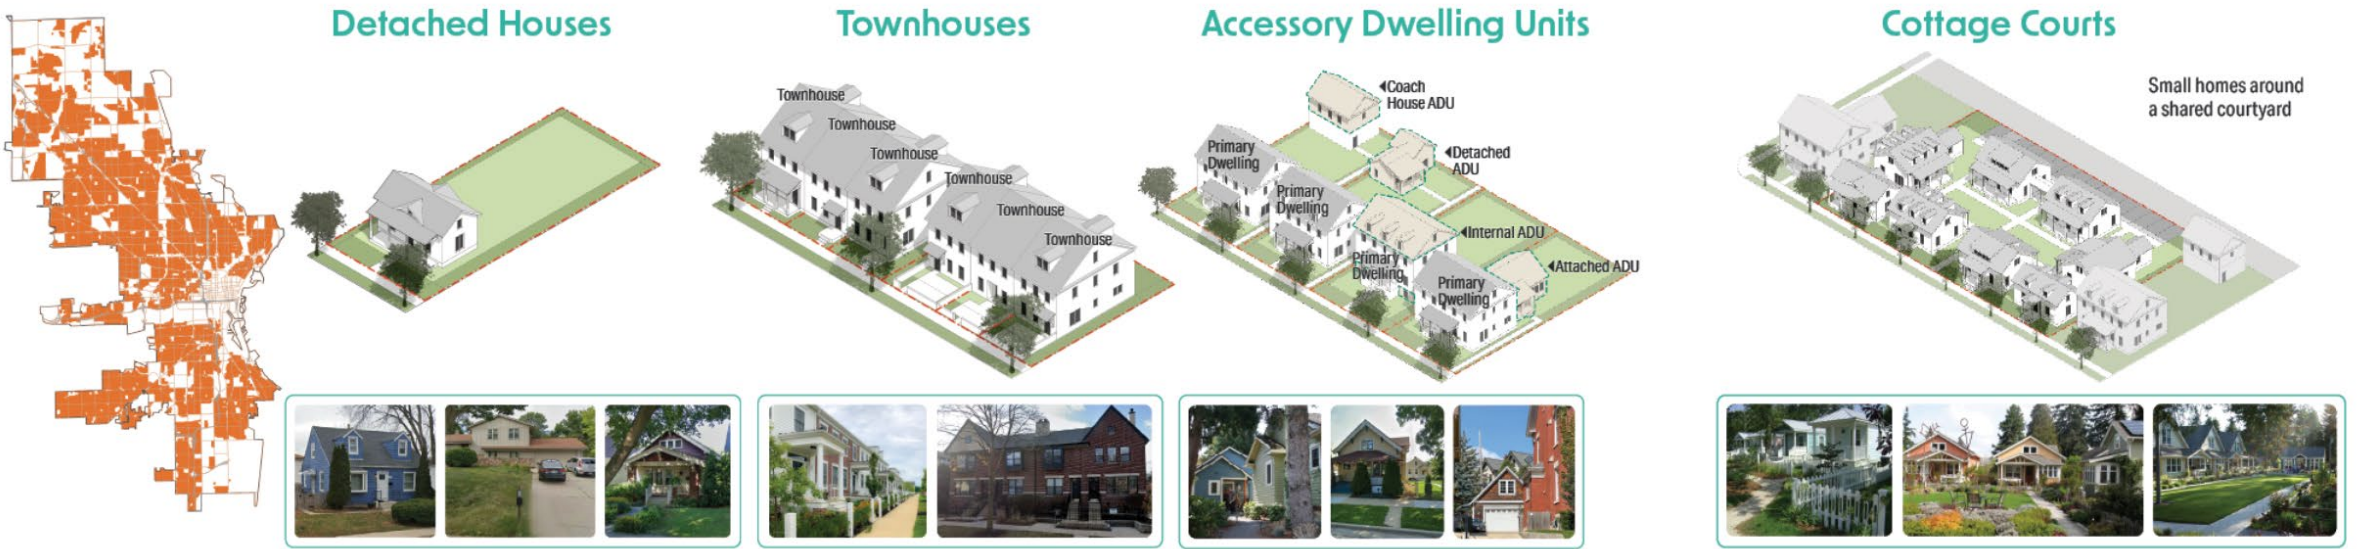 Detached Houses
Townhouses
Accessory Dwelling Units
Cottage Courts
Townhouse
Townhouse
Townhouse
Townhouse
Townhouse
Townhouse
◀Coach
House ADU
Primary
Dwelling
◀Detached
ADU
Primary
Dwelling
◀Internal ADU
Primary
Dwelling
◀Attached ADU
Primary
Dwelling
Small homes around
a shared courtyard